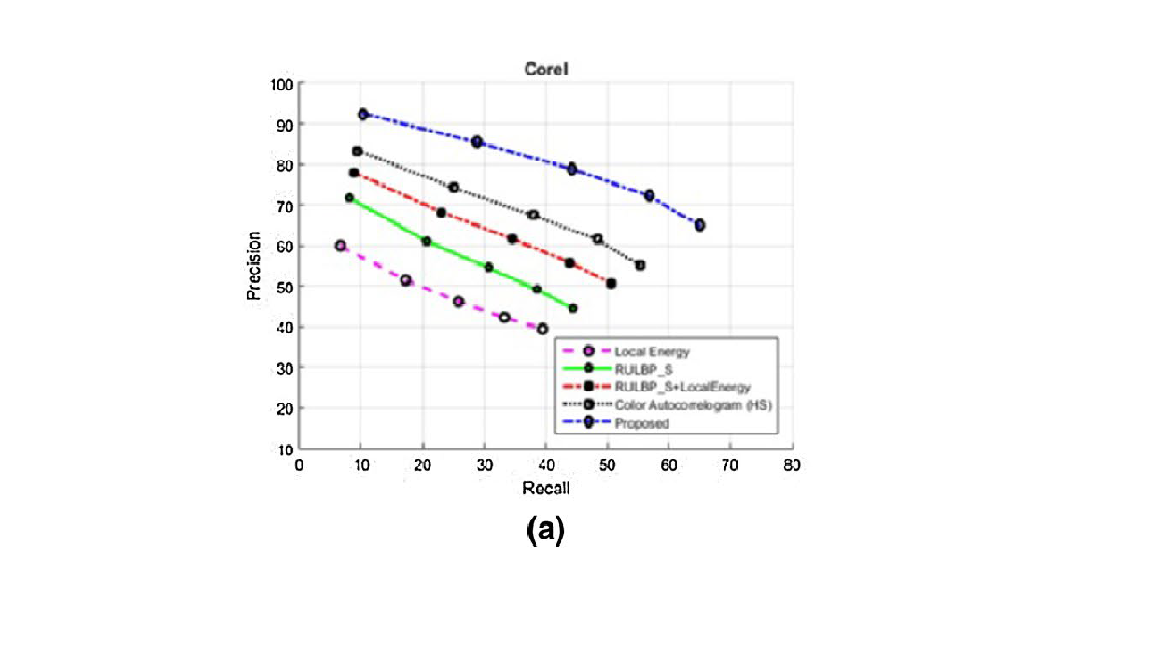 Corel
100
90
80
70
60
50
40
30
20
10
Precision
0 10 20 30 40 50 60 70 80
Recall
Local Energy
RULBP_S
RULBP_S+LocalEnergy
Color Autocorrelogram (HS)
Proposed
(a)